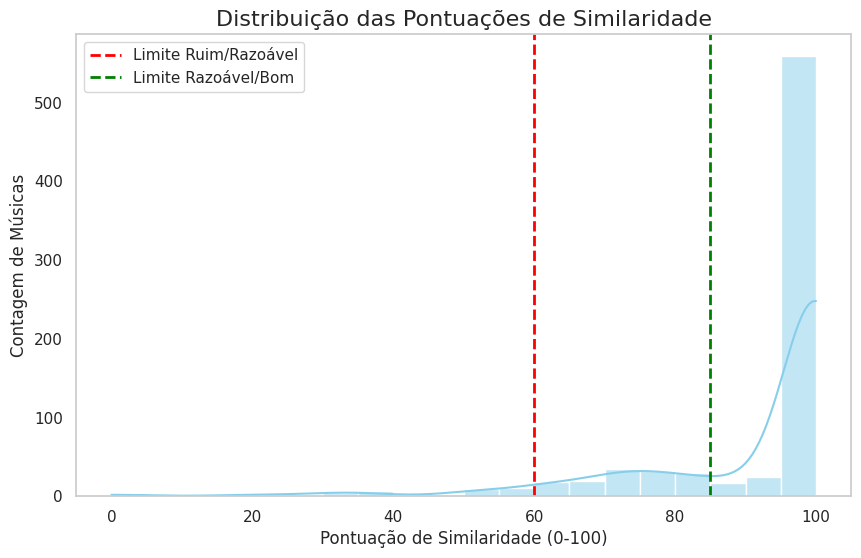 Distribuição das Pontuações de Similaridade
Limite Ruim/Razoável
Limite Razoável/Bom
Contagem de Músicas
500
400
300
200
100
0
0 20 40 60 80 100
Pontuação de Similaridade (0-100)